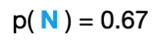 p( N ) = 0.67